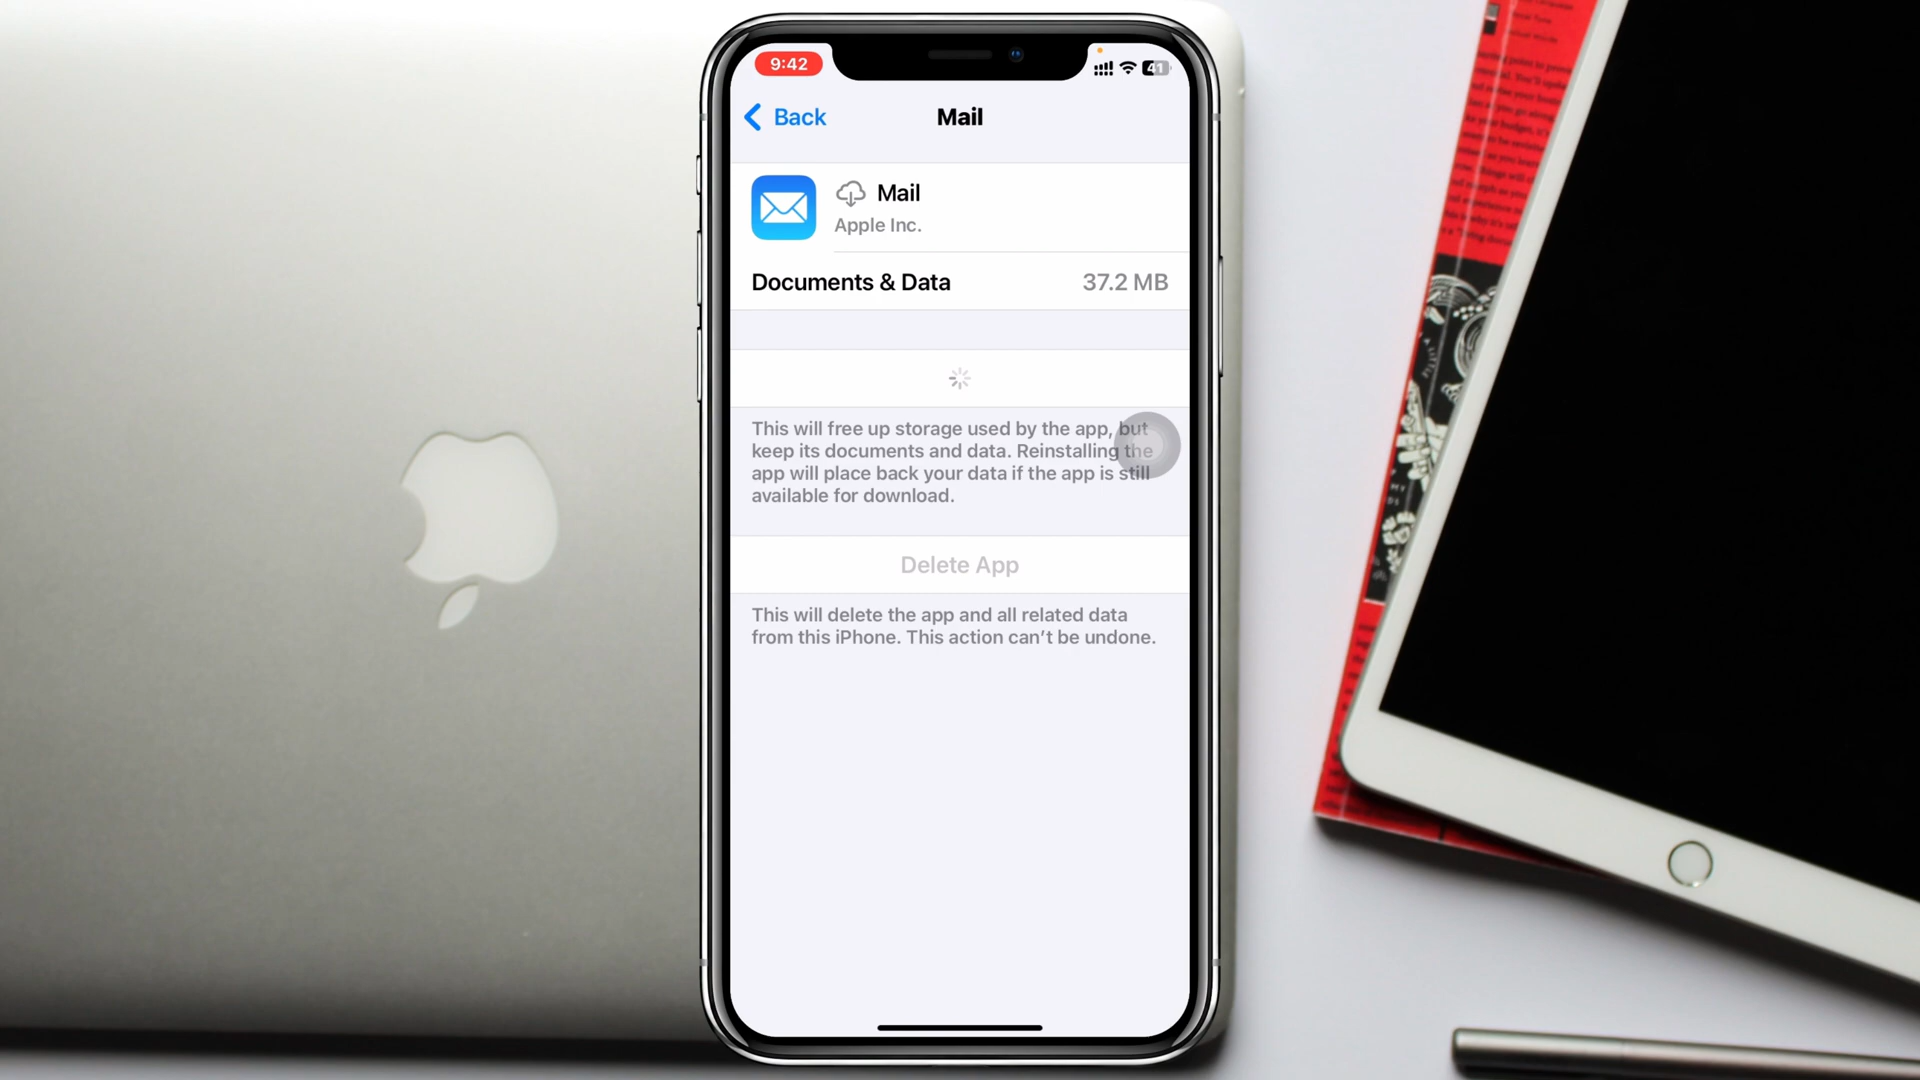 9:42
41
Back
Mail
Mail
Apple Inc.
Documents & Data
37.2 MB
This will free up storage used by the app, but
keep its documents and data. Reinstalling the
app will place back your data if the app is still
available for download.
Delete App
This will delete the app and all related data
from this iPhone. This action can’t be undone.